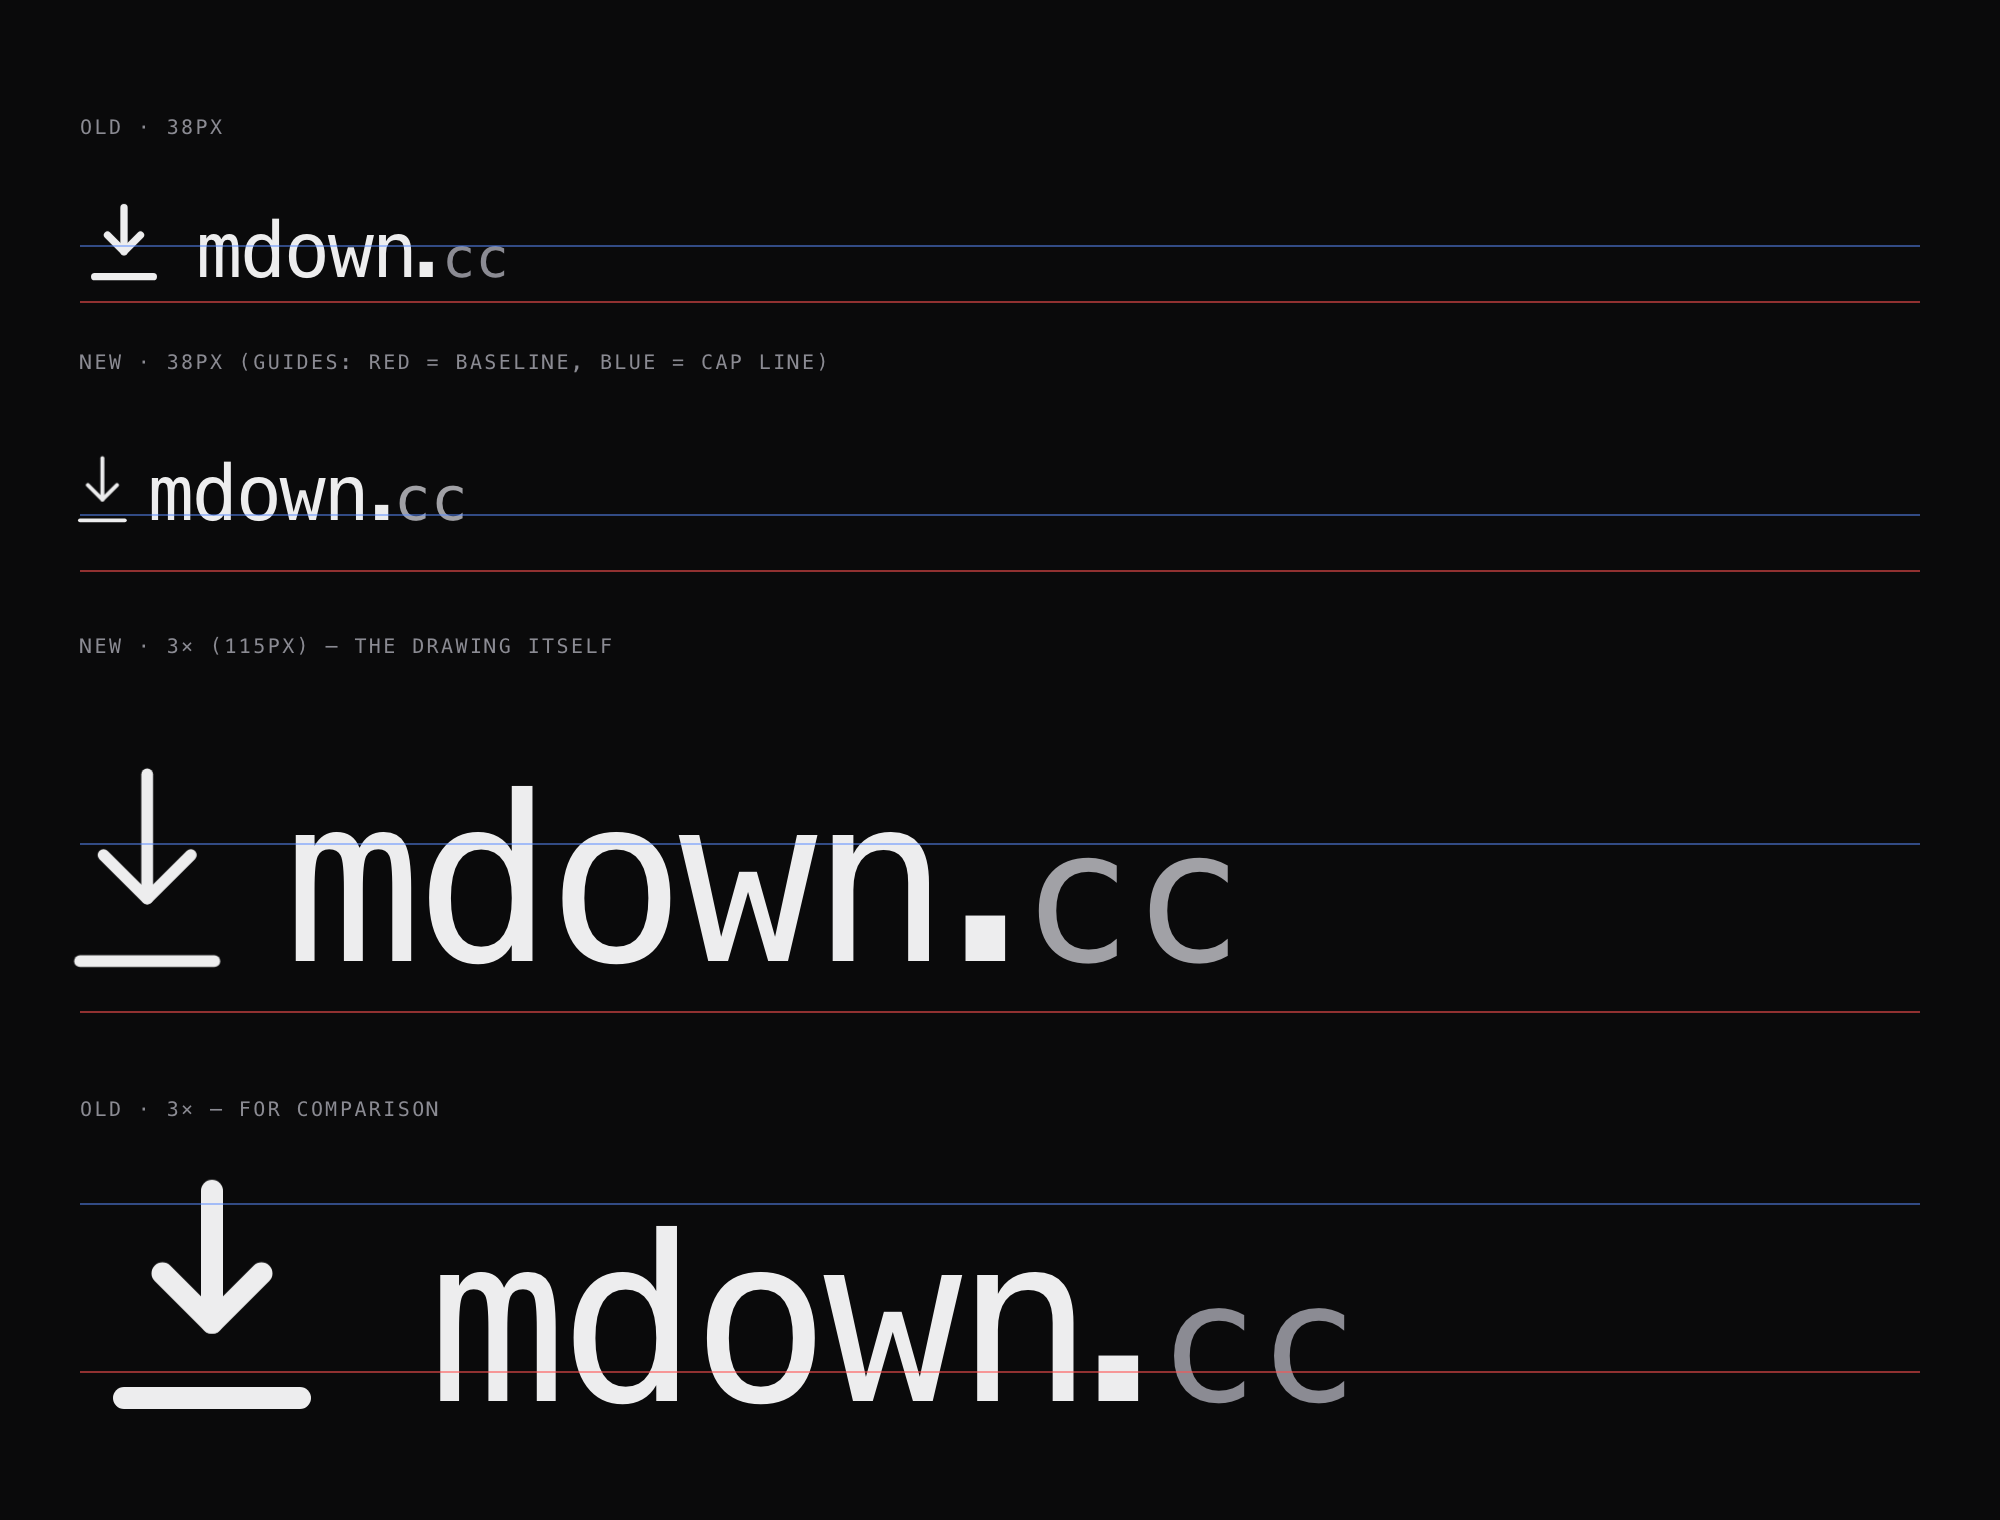 OLD · 38PX
mdown.cc
NEW · 38PX (GUIDES: RED = BASELINE, BLUE = CAP LINE)
mdown.cc
NEW · 3× (115PX) — THE DRAWING ITSELF
mdown.cc
OLD · 3× — FOR COMPARISON
mdown.cc